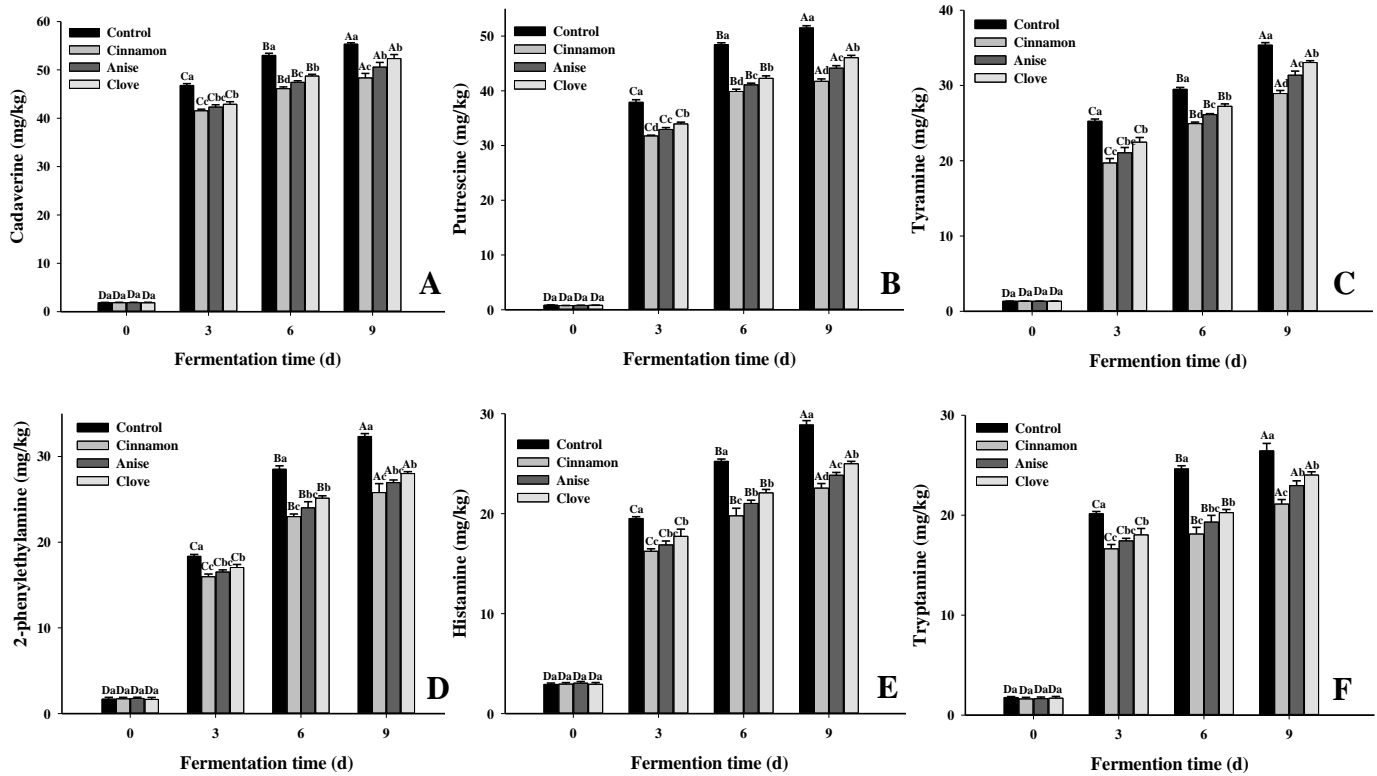 60
50
40
30
20
10
0
Cadaverine (mg/kg)
Control
Cinnamon
Anise
Clove
Da Da Da Da
Ca Cc Cbc Cb
Ba Bd Bc Bb
Aa Ac Ab Ab
0 3 6 9
Fermentation time (d)
A
50
40
30
20
10
0
Putrescine (mg/kg)
Control
Cinnamon
Anise
Clove
Da Da Da Da
Ca Cd Cc Cb
Ba Bd Bc Bb
Aa Ad Ac Ab
0 3 6 9
Fermentation time (d)
B
40
30
20
10
0
Tyramine (mg/kg)
Control
Cinnamon
Anise
Clove
Da Da Da Da
Ca Cc Cbc Cb
Ba Bd Bc Bb
Aa Ad Ac Ab
0 3 6 9
Fermention time (d)
C
30
20
10
0
2-phenylethylamine (mg/kg)
Control
Cinnamon
Anise
Clove
Da Da Da Da
Ca Cc Cbc Cb
Ba Bc Bbc Bb
Aa Ac Abc Ab
0 3 6 9
Fermentation time (d)
D
30
20
10
0
Histamine (mg/kg)
Control
Cinnamon
Anise
Clove
Da Da Da Da
Ca Cc Cbc Cb
Ba Bc Bb Bb
Aa Ad Ac Ab
0 3 6 9
Fermentation time (d)
E
30
20
10
0
Tryptamine (mg/kg)
Control
Cinnamon
Anise
Clove
Da Da Da Da
Ca Cc Cbc Cb
Ba Bc Bbc Bb
Aa Ac Ab Ab
0 3 6 9
Fermentation time (d)
F